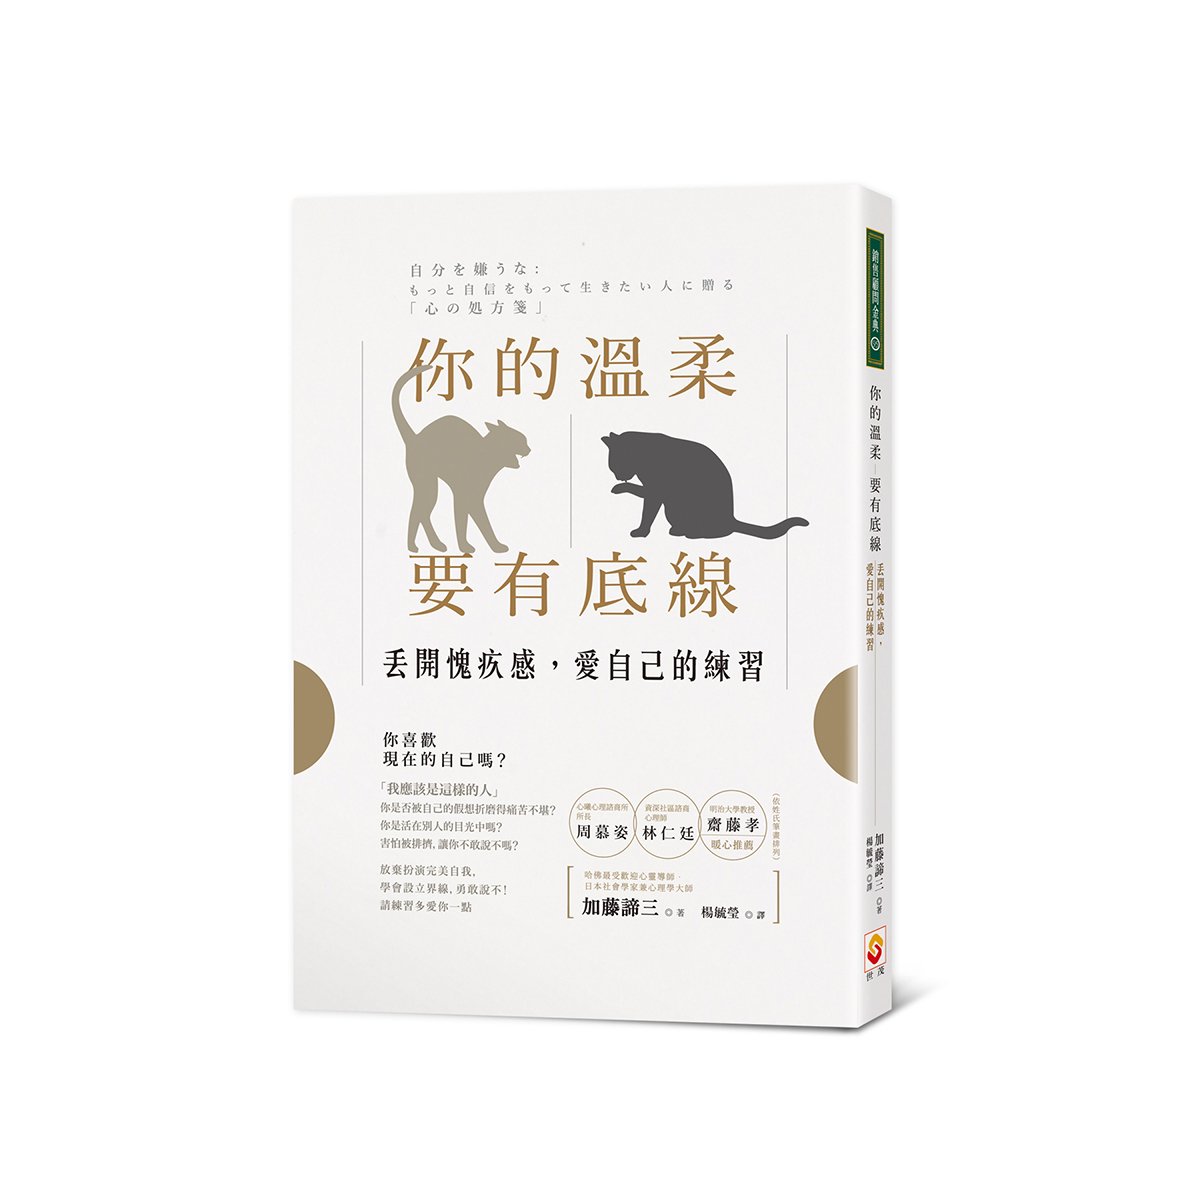 自分を嫌うな:
もっと自信をもって生きたい人に贈る
「心の処方箋」
你的溫柔
要有底線
丟開愧疚感，愛自己的練習
你喜歡
現在的自己嗎？
「我應該是這樣的人」
你是否被自己的假想折磨得痛苦不堪？
你是活在別人的目光中嗎？
害怕被排擠，讓你不敢說不嗎？
放棄扮演完美自我，
學會設立界線，勇敢說不！
請練習多愛你一點
心曦心理諮商所
所長
周慕姿
資深社區諮商
心理師
林仁廷
明治大學教授
齋藤孝
暖心推薦
（依姓氏筆畫排列）
哈佛最受歡迎心靈導師．
日本社會學家兼心理學大師
加藤諦三 ◎著 楊毓瑩 ◎譯
銷售顧問金典
你的溫柔｜要有底線
丟開愧疚感，
愛自己的練習
加藤諦三◎著
楊毓瑩◎譯
世茂